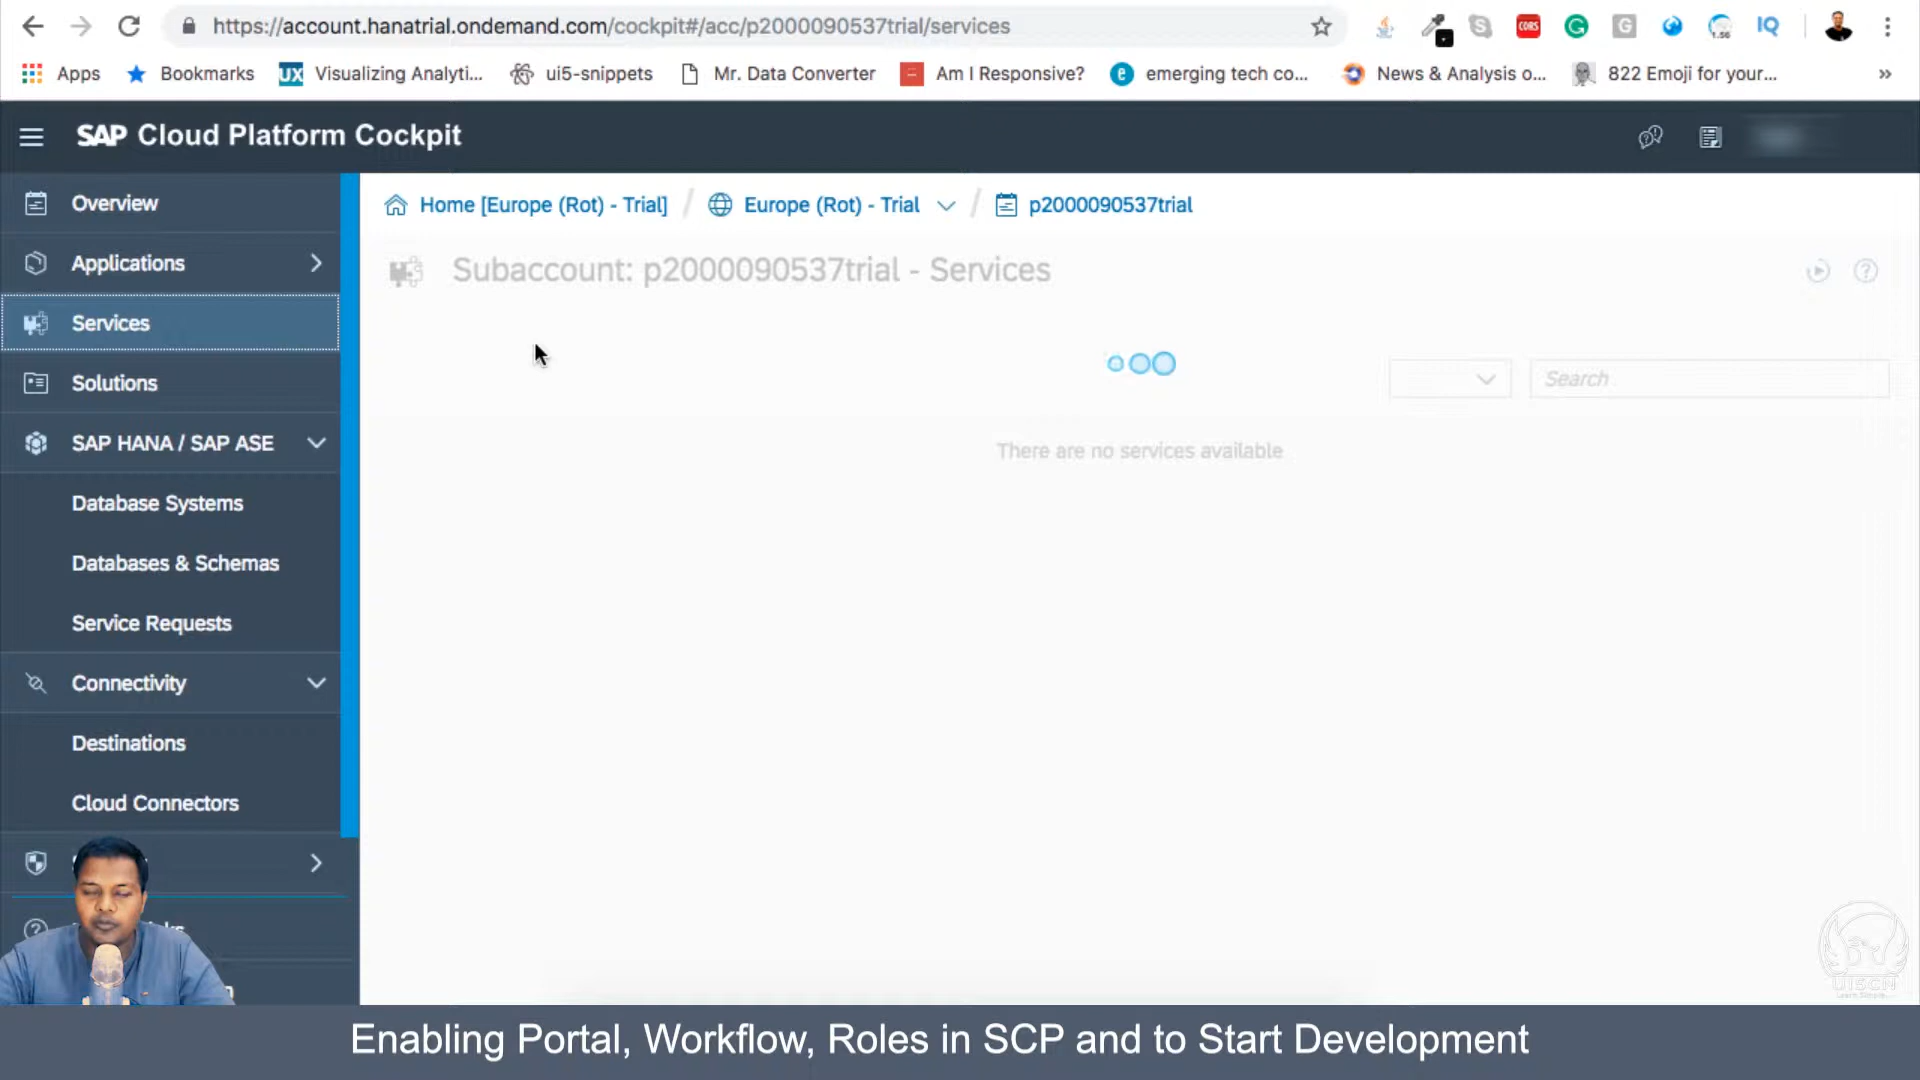 https://account.hanatrial.ondemand.com/cockpit#/acc/p2000090537trial/services
Apps
Bookmarks
UX Visualizing Analyti...
ui5-snippets
Mr. Data Converter
Am I Responsive?
emerging tech co...
News & Analysis o...
822 Emoji for your...
SAP Cloud Platform Cockpit
Overview
Applications
Services
Solutions
SAP HANA / SAP ASE
Database Systems
Databases & Schemas
Service Requests
Connectivity
Destinations
Cloud Connectors
Home [Europe (Rot) - Trial] / Europe (Rot) - Trial / p2000090537trial
Subaccount: p2000090537trial - Services
Search
There are no services available
Enabling Portal, Workflow, Roles in SCP and to Start Development